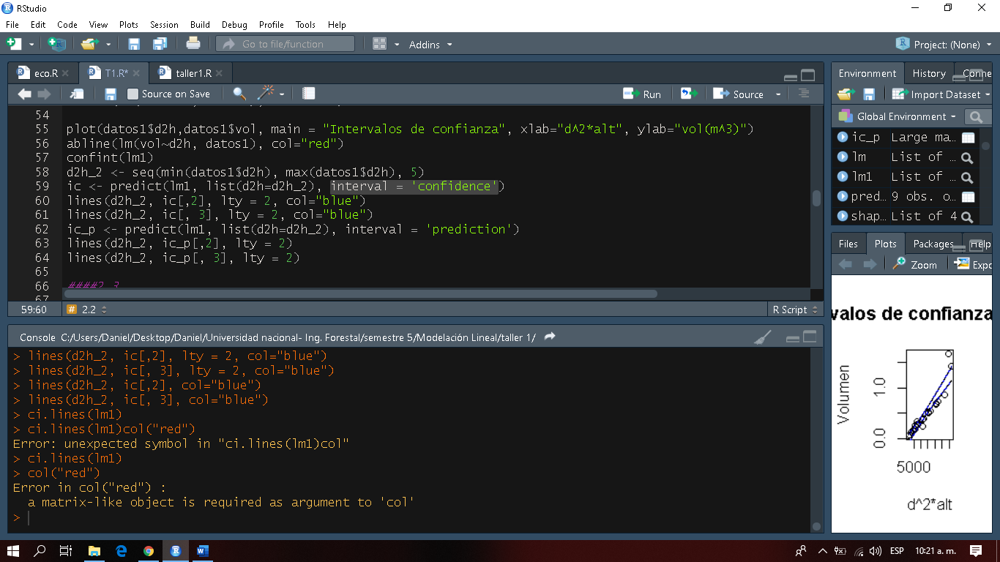 RStudio
File Edit Code View Plots Session Build Debug Profile Tools Help
Go to file/function Addins Project: (None)
eco.R T1.R* taller1.R
Source on Save Run Source
54
55 plot(datos1$d2h,datos1$vol, main = "Intervalos de confianza", xlab="d^2*alt", ylab="vol(m^3)")
56 abline(lm(vol~d2h, datos1), col="red")
57 confint(lm1)
58 d2h_2 <- seq(min(datos1$d2h), max(datos1$d2h), 5)
59 ic <- predict(lm1, list(d2h=d2h_2), interval = 'confidence')
60 lines(d2h_2, ic[,2], lty = 2, col="blue")
61 lines(d2h_2, ic[, 3], lty = 2, col="blue")
62 ic_p <- predict(lm1, list(d2h=d2h_2), interval = 'prediction')
63 lines(d2h_2, ic_p[,2], lty = 2)
64 lines(d2h_2, ic_p[, 3], lty = 2)
65
66 ####2.3
67
59:60 # 2.2 R Script
Console C:/Users/Daniel/Desktop/Daniel/Universidad nacional- Ing. Forestal/semestre 5/Modelación Lineal/taller 1/
> lines(d2h_2, ic[,2], lty = 2, col="blue")
> lines(d2h_2, ic[, 3], lty = 2, col="blue")
> lines(d2h_2, ic[,2], col="blue")
> lines(d2h_2, ic[, 3], col="blue")
> ci.lines(lm1)
> ci.lines(lm1)col("red")
Error: unexpected symbol in "ci.lines(lm1)col"
> ci.lines(lm1)
> col("red")
Error in col("red") :
a matrix-like object is required as argument to 'col'
>
Environment History Conne
Import Dataset
Global Environment
ic_p Large ma...
lm List of ...
lm1 List of ...
pred... 9 obs. o...
shap... List of 4
Files Plots Packages Help
Zoom Expo
valos de confianza
Volumen
1.0
0.0
5000
d^2*alt
ESP 10:21 a. m.